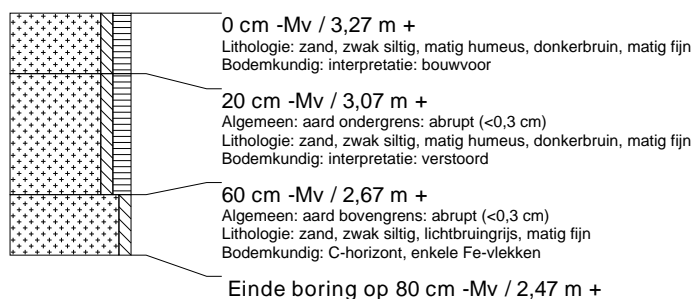 0 cm -Mv / 3,27 m +
Lithologie: zand, zwak siltig, matig humeus, donkerbruin, matig fijn
Bodemkundig: interpretatie: bouwvoor
20 cm -Mv / 3,07 m +
Algemeen: aard ondergrens: abrupt (<0,3 cm)
Lithologie: zand, zwak siltig, matig humeus, donkerbruin, matig fijn
Bodemkundig: interpretatie: verstoord
60 cm -Mv / 2,67 m +
Algemeen: aard bovengrens: abrupt (<0,3 cm)
Lithologie: zand, zwak siltig, lichtbruingrijs, matig fijn
Bodemkundig: C-horizont, enkele Fe-vlekken
Einde boring op 80 cm -Mv / 2,47 m +